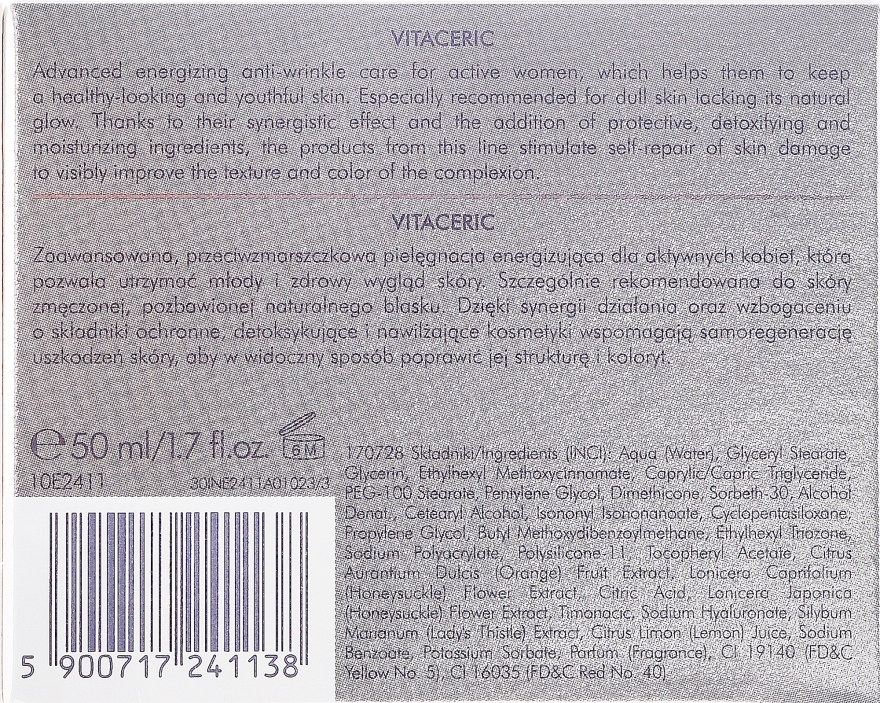 VITACERIC
Advanced energizing anti-wrinkle care for active women, which helps them to keep
a healthy-looking and youthful skin. Especially recommended for dull skin lacking its natural
glow. Thanks to their synergistic effect and the addition of protective, detoxifying and
moisturizing ingredients, the products from this line stimulate self-repair of skin damage
to visibly improve the texture and color of the complexion.
VITACERIC
Zaawansowana, przeciwzmarszczkowa pielęgnacja energizująca dla aktywnych kobiet, która
pozwala utrzymać młody i zdrowy wygląd skóry. Szczególnie rekomendowana do skóry
zmęczonej, pozbawionej naturalnego blasku. Dzięki synergii działania oraz wzbogaceniu
o składniki ochronne, detoksykujące i nawilżające kosmetyki wspomagają samoregenerację
uszkodzeń skóry, aby w widoczny sposób poprawić jej strukturę i koloryt.
℮ 50 ml/1.7 fl.oz. 6 M
10E2411 30INE2411A01023/3
170728 Składniki/Ingredients (INCI): Aqua (Water), Glyceryl Stearate,
Glycerin, Ethylhexyl Methoxycinnamate, Caprylic/Capric Triglyceride,
PEG-100 Stearate, Pentylene Glycol, Dimethicone, Sorbeth-30, Alcohol
Denat., Cetearyl Alcohol, Isononyl Isononanoate, Cyclopentasiloxane,
Propylene Glycol, Butyl Methoxydibenzoylmethane, Ethylhexyl Triazone,
Sodium Polyacrylate, Polysilicone-11, Tocopheryl Acetate, Citrus
Aurantium Dulcis (Orange) Fruit Extract, Lonicera Caprifolium
(Honeysuckle) Flower Extract, Citric Acid, Lonicera Japonica
(Honeysuckle) Flower Extract, Timonacic, Sodium Hyaluronate, Silybum
Marianum (Lady's Thistle) Extract, Citrus Limon (Lemon) Juice, Sodium
Benzoate, Potassium Sorbate, Parfum (Fragrance), CI 19140 (FD&C
Yellow No. 5), CI 16035 (FD&C Red No. 40)
5 900717 241138